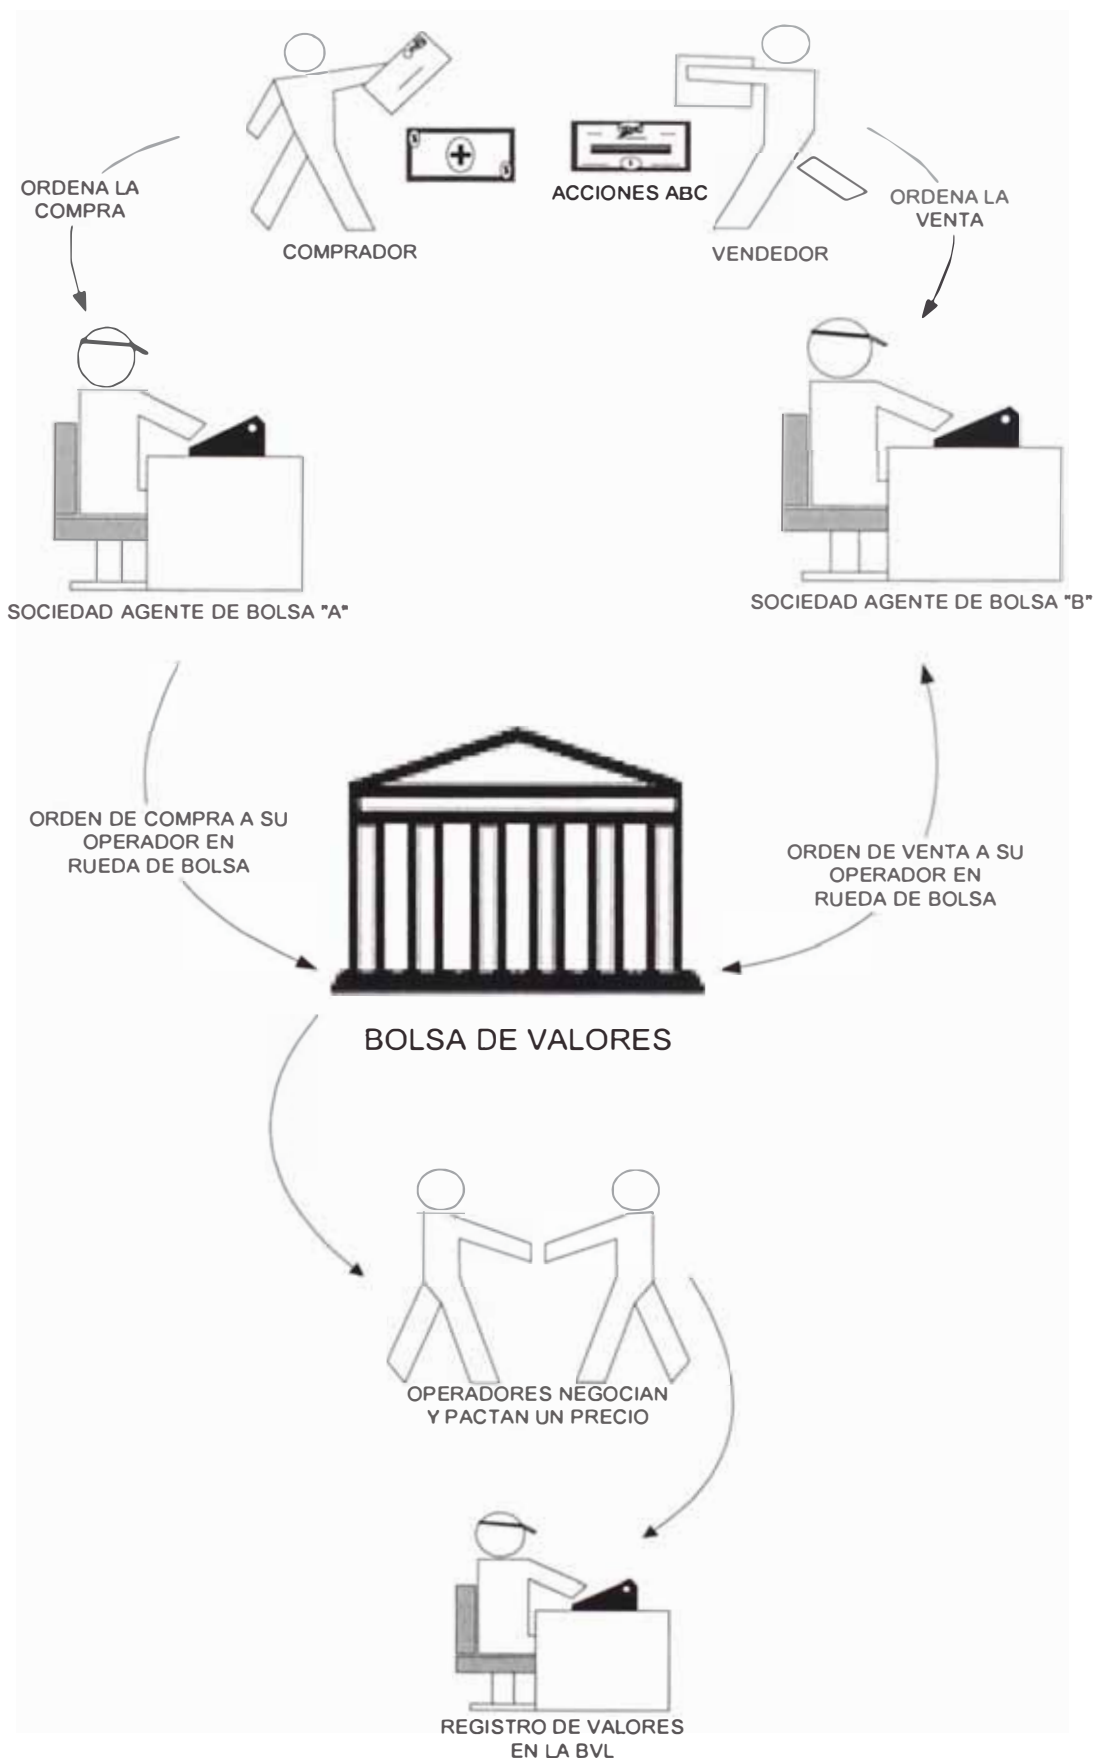 ORDENA LA
COMPRA
COMPRADOR
ACCIONES ABC
VENDEDOR
ORDENA LA
VENTA
SOCIEDAD AGENTE DE BOLSA "A"
SOCIEDAD AGENTE DE BOLSA "B"
ORDEN DE COMPRA A SU
OPERADOR EN
RUEDA DE BOLSA
ORDEN DE VENTA A SU
OPERADOR EN
RUEDA DE BOLSA
BOLSA DE VALORES
OPERADORES NEGOCIAN
Y PACTAN UN PRECIO
REGISTRO DE VALORES
EN LA BVL